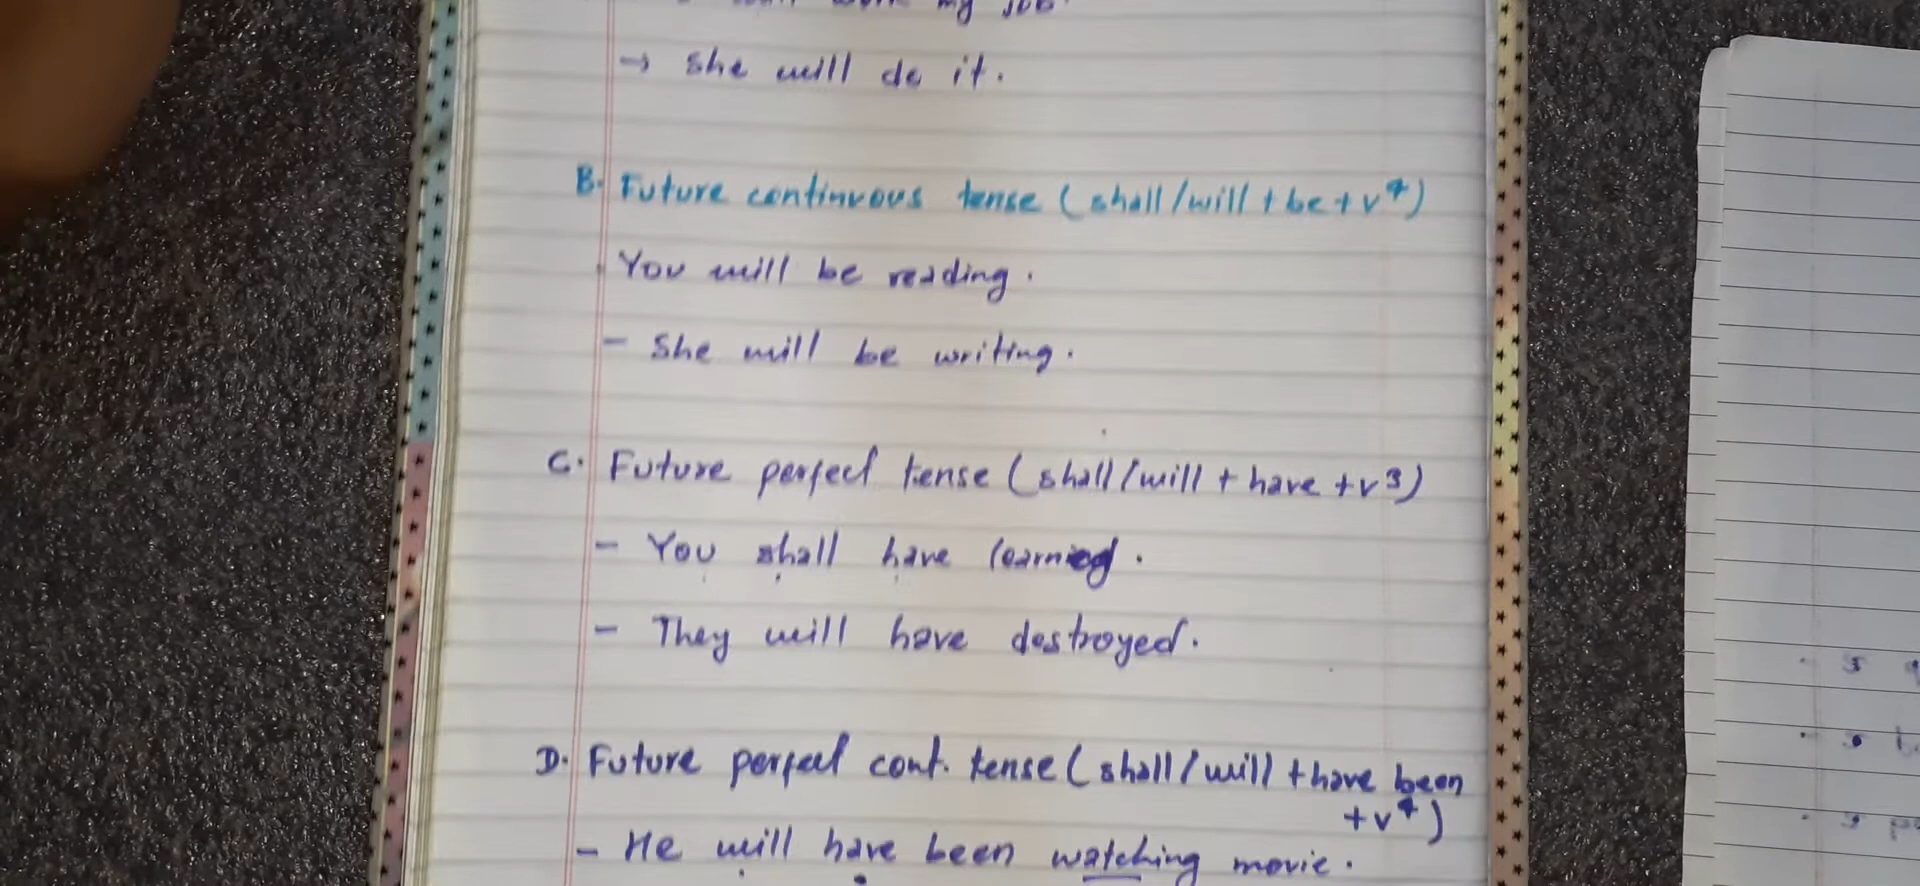 my job.
→ She will do it.
B. Future continuous tense (shall/will + be + v⁴)
You will be reading.
- She will be writing.
C. Future perfect tense (shall/will + have + v3)
- You shall have learned.
- They will have destroyed.
D. Future perfect cont. tense (shall/will + have been
+ v⁴)
- He will have been watching movie.